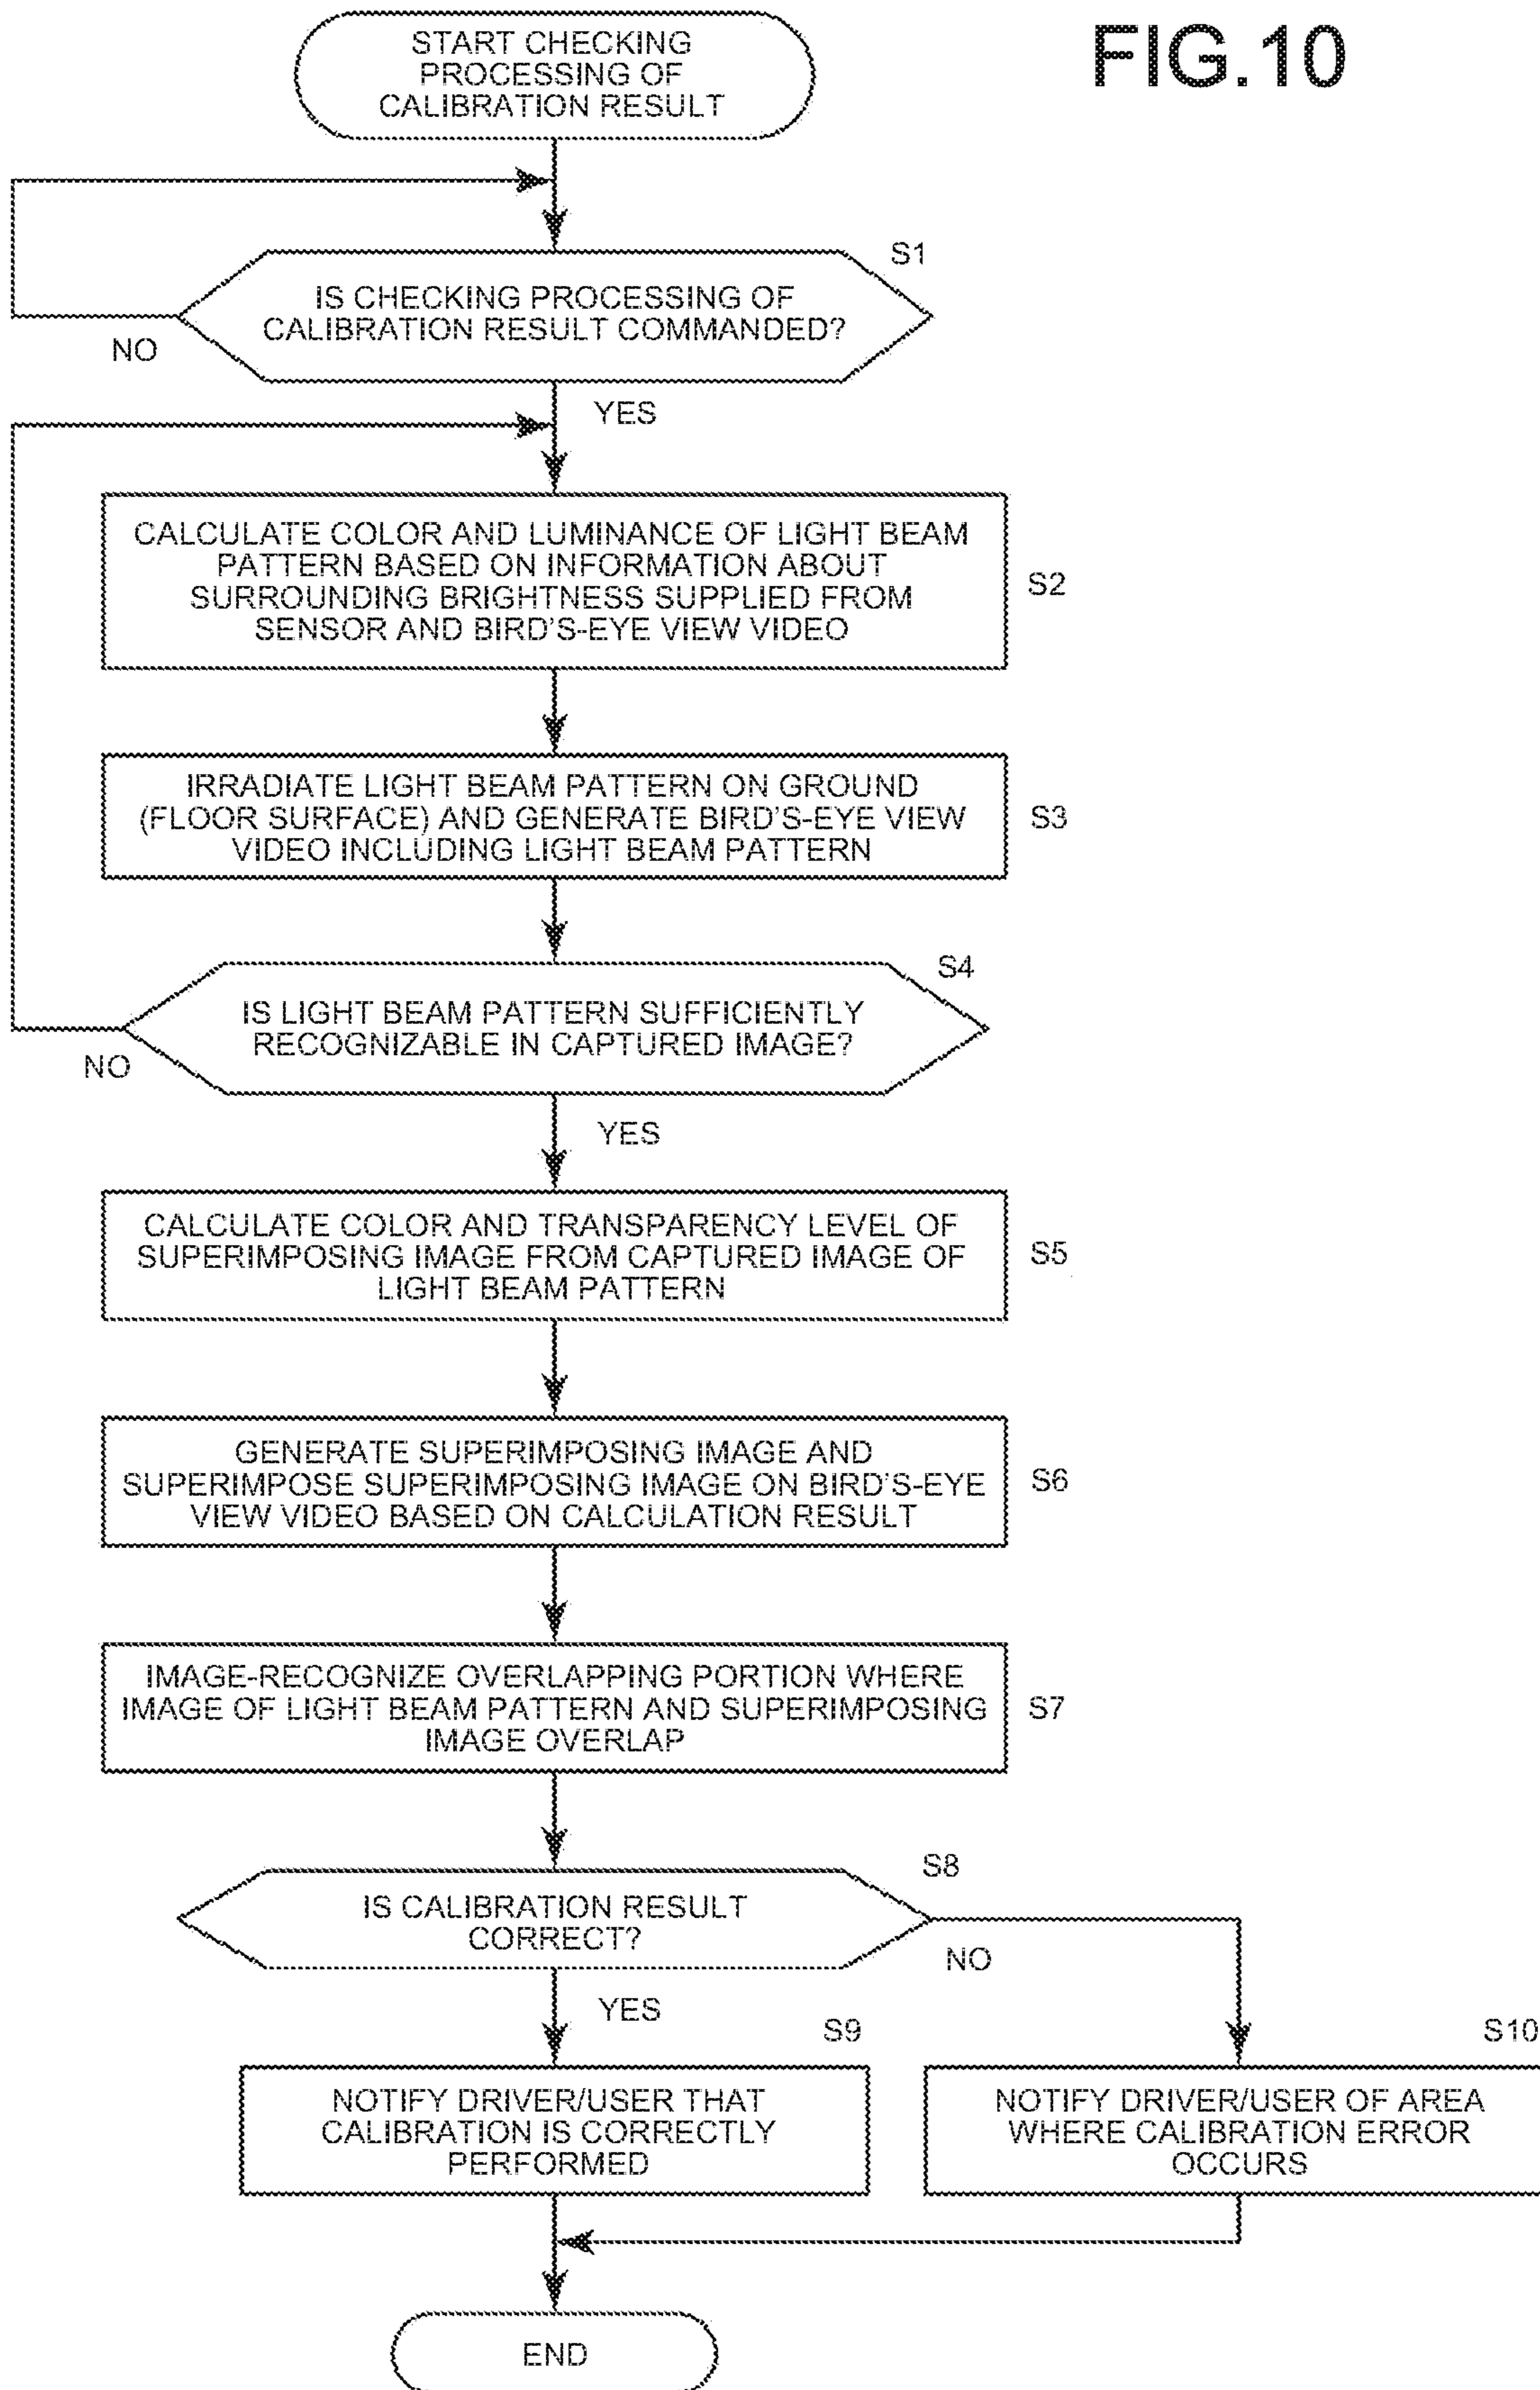 FIG.10
START CHECKING
PROCESSING OF
CALIBRATION RESULT
S1
IS CHECKING PROCESSING OF
CALIBRATION RESULT COMMANDED?
NO
YES
CALCULATE COLOR AND LUMINANCE OF LIGHT BEAM
PATTERN BASED ON INFORMATION ABOUT
SURROUNDING BRIGHTNESS SUPPLIED FROM
SENSOR AND BIRD'S-EYE VIEW VIDEO
S2
IRRADIATE LIGHT BEAM PATTERN ON GROUND
(FLOOR SURFACE) AND GENERATE BIRD'S-EYE VIEW
VIDEO INCLUDING LIGHT BEAM PATTERN
S3
S4
IS LIGHT BEAM PATTERN SUFFICIENTLY
RECOGNIZABLE IN CAPTURED IMAGE?
NO
YES
CALCULATE COLOR AND TRANSPARENCY LEVEL OF
SUPERIMPOSING IMAGE FROM CAPTURED IMAGE OF
LIGHT BEAM PATTERN
S5
GENERATE SUPERIMPOSING IMAGE AND
SUPERIMPOSE SUPERIMPOSING IMAGE ON BIRD'S-EYE
VIEW VIDEO BASED ON CALCULATION RESULT
S6
IMAGE-RECOGNIZE OVERLAPPING PORTION WHERE
IMAGE OF LIGHT BEAM PATTERN AND SUPERIMPOSING
IMAGE OVERLAP
S7
S8
IS CALIBRATION RESULT
CORRECT?
NO
YES
S9
NOTIFY DRIVER/USER THAT
CALIBRATION IS CORRECTLY
PERFORMED
S10
NOTIFY DRIVER/USER OF AREA
WHERE CALIBRATION ERROR
OCCURS
END